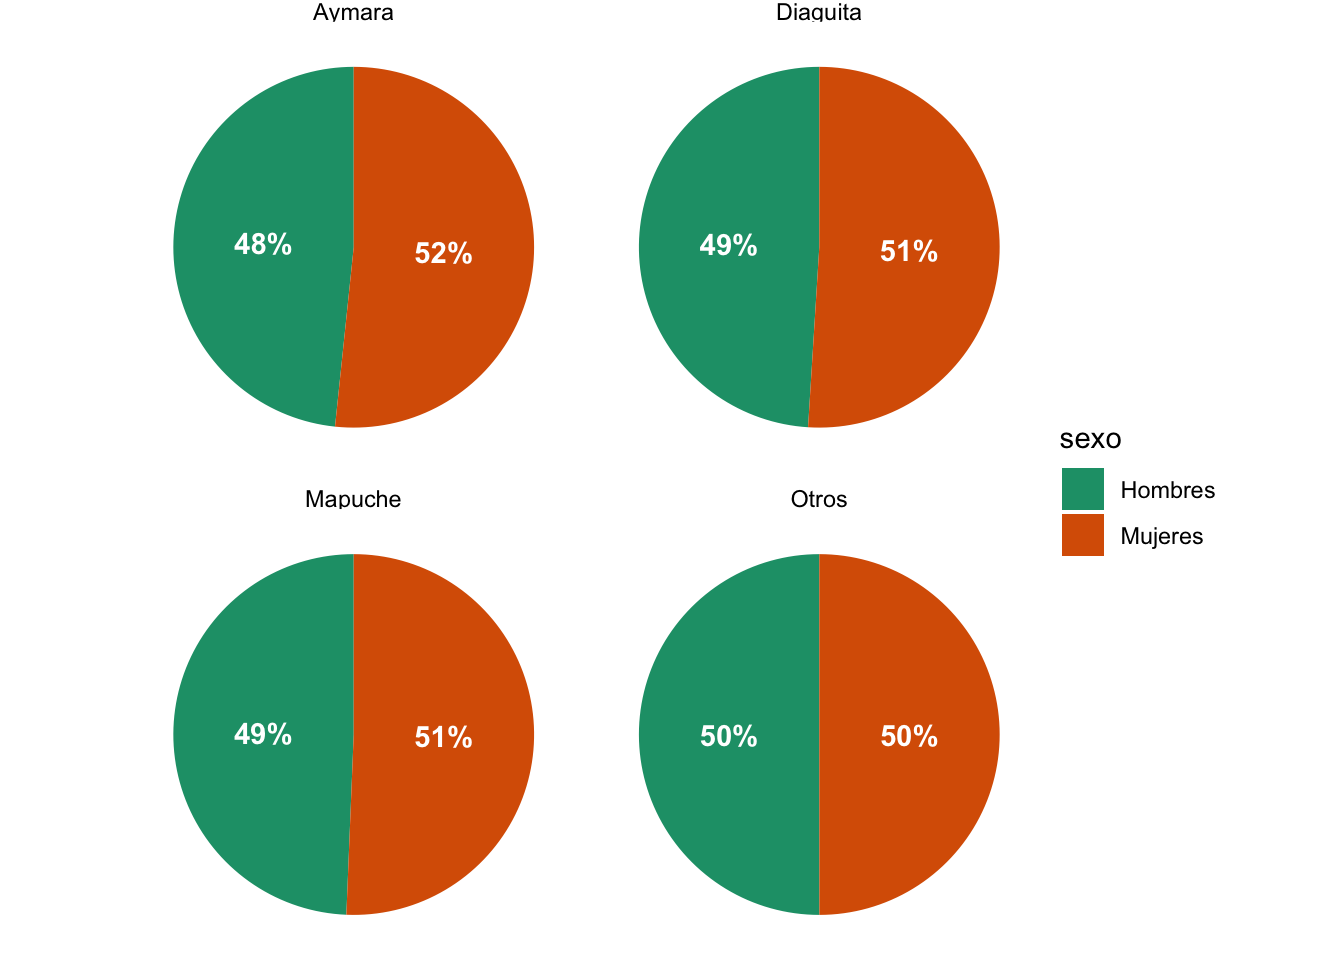 Aymara
Diaguita
48%
52%
49%
51%
sexo
Hombres
Mujeres
Mapuche
Otros
49%
51%
50%
50%